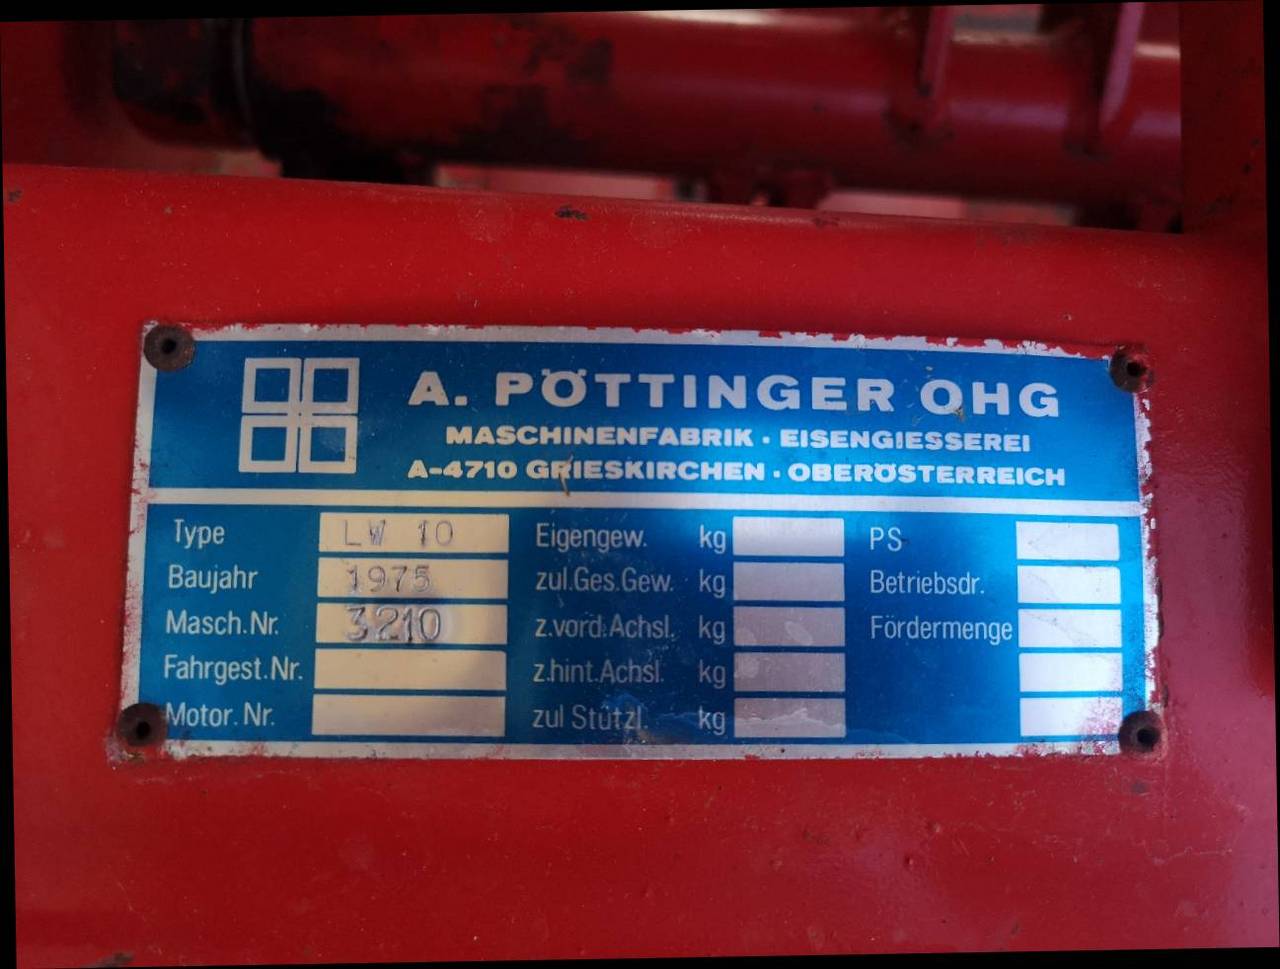 A. PÖTTINGER OHG
MASCHINENFABRIK · EISENGIESSEREI
A-4710 GRIESKIRCHEN · OBERÖSTERREICH
Type LW 10 Eigengew. kg PS
Baujahr 1975 zul.Ges.Gew. kg Betriebsdr.
Masch.Nr. 3210 z.vord.Achsl. kg Fördermenge
Fahrgest.Nr. z.hint.Achsl. kg
Motor.Nr. zul Stützl. kg